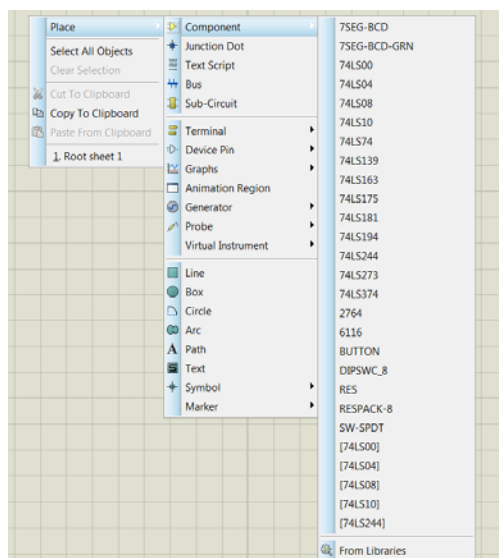 Place
Select All Objects
Clear Selection
Cut To Clipboard
Copy To Clipboard
Paste From Clipboard
1. Root sheet 1
Component
Junction Dot
Text Script
Bus
Sub-Circuit
Terminal
Device Pin
Graphs
Animation Region
Generator
Probe
Virtual Instrument
Line
Box
Circle
Arc
Path
Text
Symbol
Marker
7SEG-BCD
7SEG-BCD-GRN
74LS00
74LS04
74LS08
74LS10
74LS74
74LS139
74LS163
74LS175
74LS181
74LS194
74LS244
74LS273
74LS374
2764
6116
BUTTON
DIPSWC_8
RES
RESPACK-8
SW-SPDT
[74LS00]
[74LS04]
[74LS08]
[74LS10]
[74LS244]
From Libraries